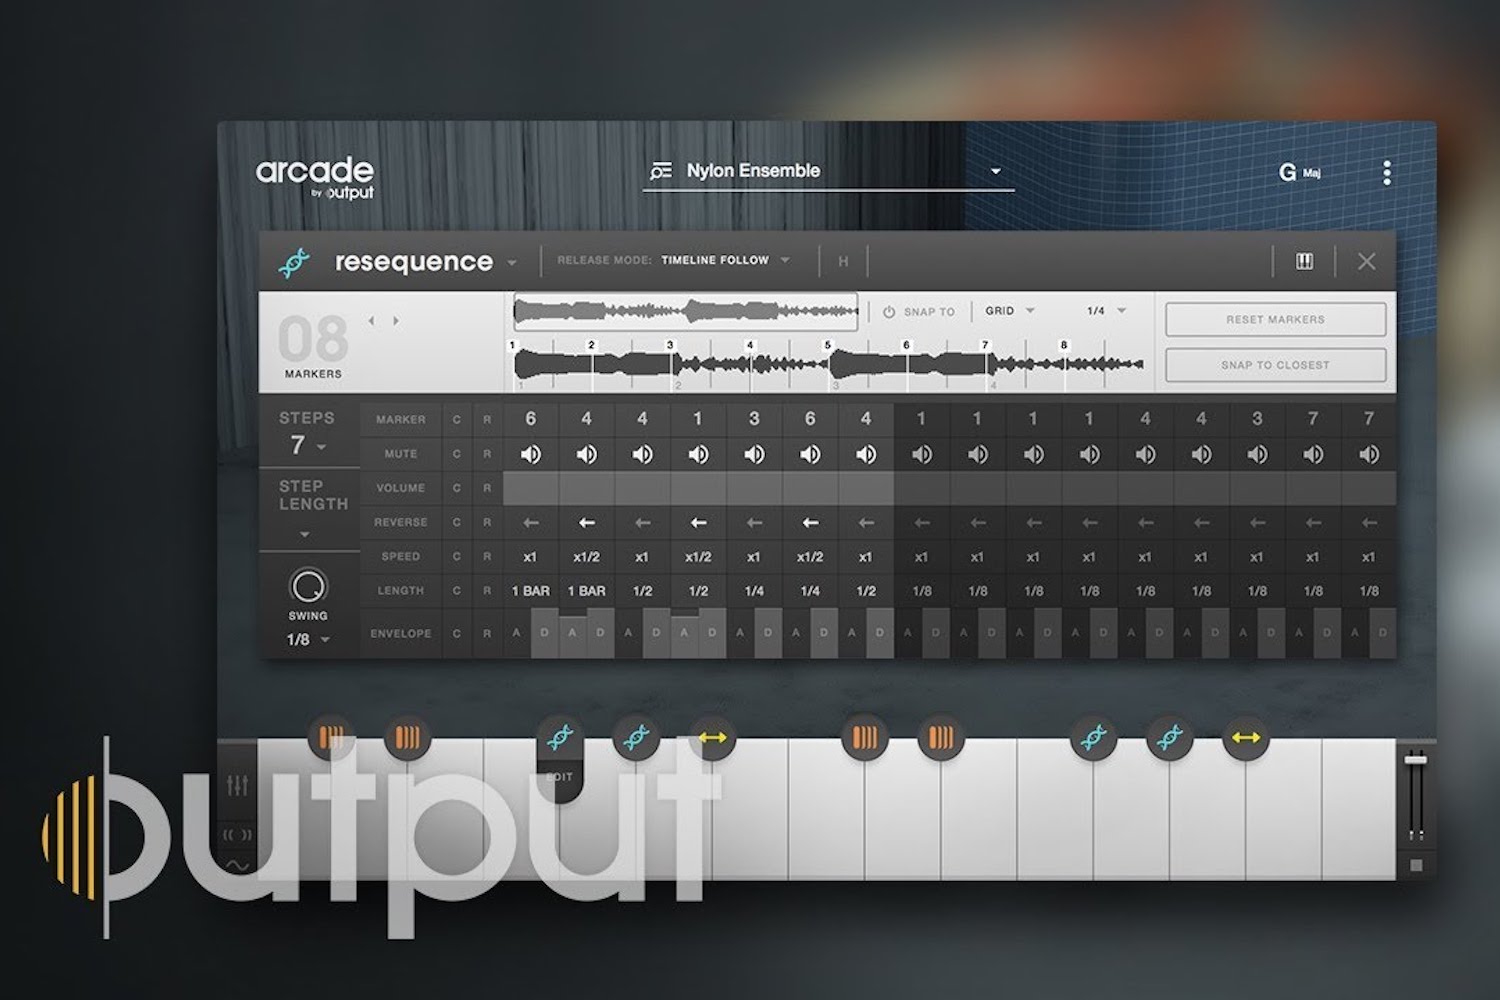 arcade
by output
Nylon Ensemble
G Maj
resequence
RELEASE MODE: TIMELINE FOLLOW
H
08
MARKERS
SNAP TO
GRID
1/4
RESET MARKERS
SNAP TO CLOSEST
1 2 3 4 5 6 7 8
1 2 3 4
STEPS
7
STEP
LENGTH
SWING
1/8
MARKER C R 6 4 4 1 3 6 4 1 1 1 1 4 4 3 7 7
MUTE C R
VOLUME C R
REVERSE C R
SPEED C R x1 x1/2 x1 x1/2 x1 x1/2 x1 x1 x1 x1 x1 x1 x1 x1 x1 x1
LENGTH C R 1 BAR 1 BAR 1/2 1/2 1/4 1/4 1/2 1/8 1/8 1/8 1/8 1/8 1/8 1/8 1/8 1/8
ENVELOPE C R A D A D A D A D A D A D A D A D A D A D A D A D A D A D A D A D
EDIT
output